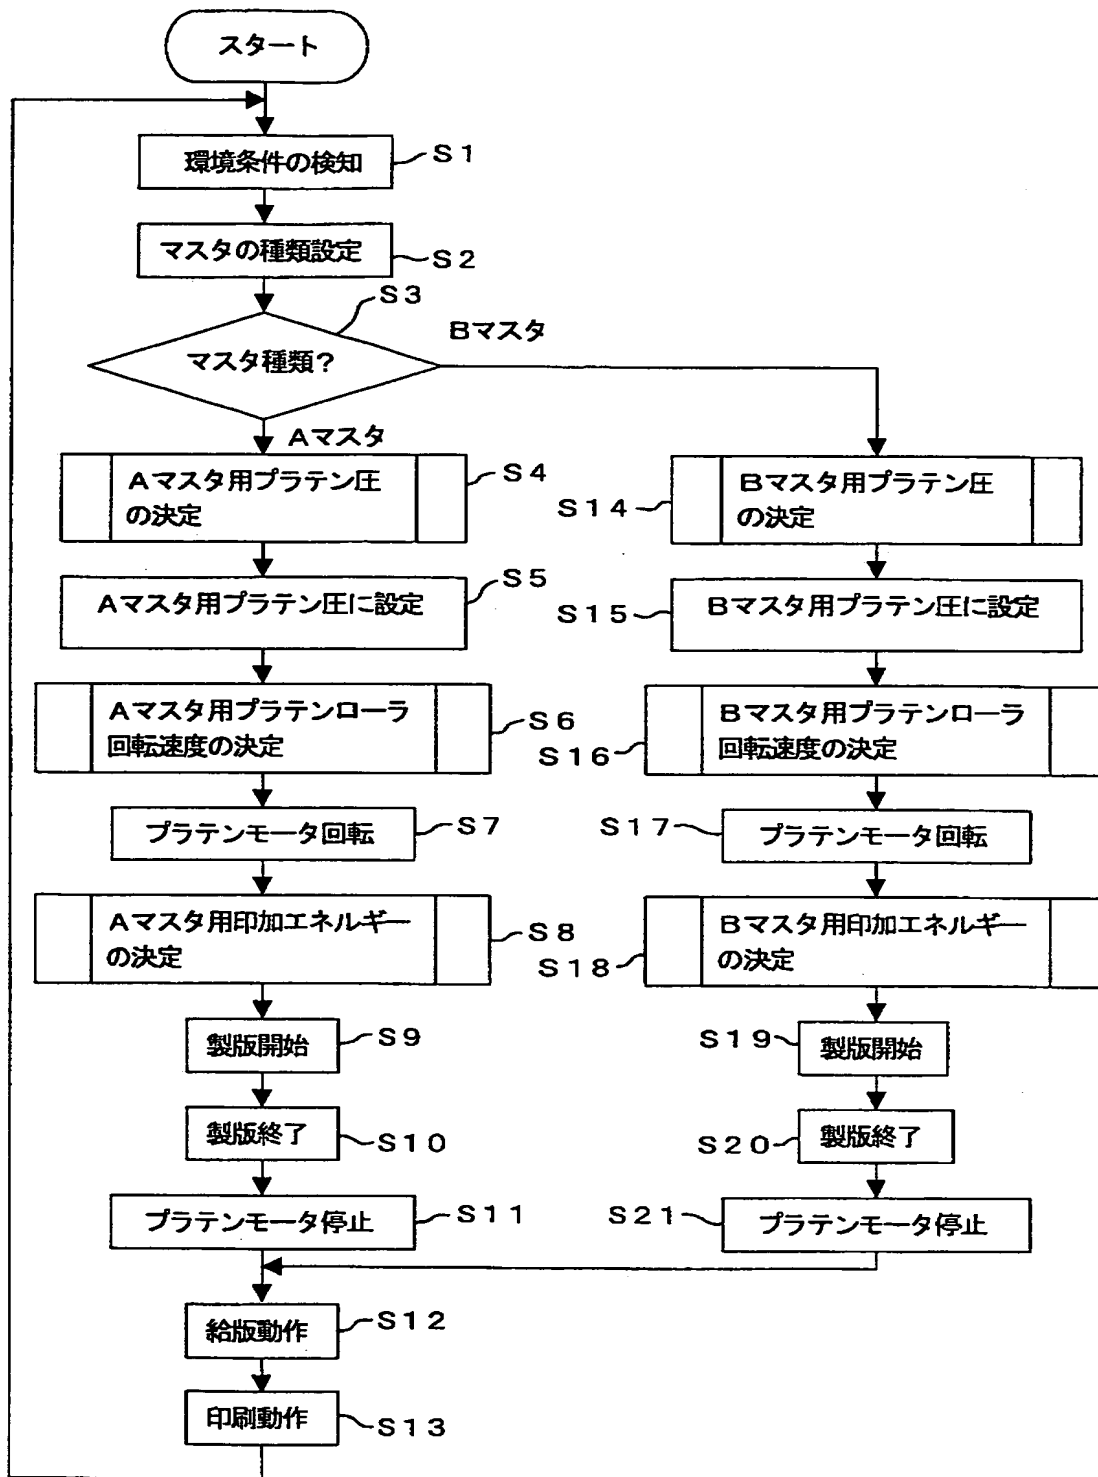 スタート
環境条件の検知
S1
マスタの種類設定
S2
S3
マスタ種類？
Bマスタ
Aマスタ
Aマスタ用プラテン圧
の決定
S4
Aマスタ用プラテン圧に設定
S5
Aマスタ用プラテンローラ
回転速度の決定
S6
プラテンモータ回転
S7
Aマスタ用印加エネルギー
の決定
S8
製版開始
S9
製版終了
S10
プラテンモータ停止
S11
S14
Bマスタ用プラテン圧
の決定
S15
Bマスタ用プラテン圧に設定
S16
Bマスタ用プラテンローラ
回転速度の決定
S17
プラテンモータ回転
S18
Bマスタ用印加エネルギー
の決定
S19
製版開始
S20
製版終了
S21
プラテンモータ停止
給版動作
S12
印刷動作
S13